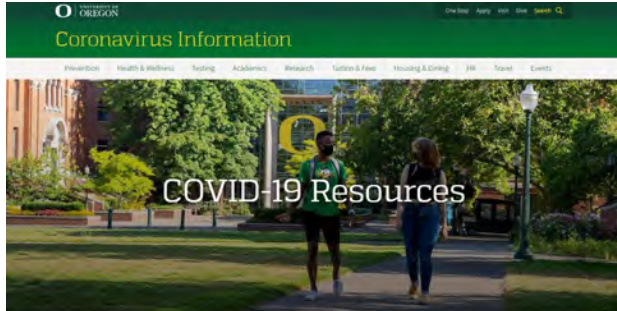 UNIVERSITY OF
OREGON
One Stop Apply Visit Give Search
Coronavirus Information
Prevention Health & Wellness Testing Academics Research Tuition & Fees Housing & Dining HR Travel Events
O
COVID-19 Resources